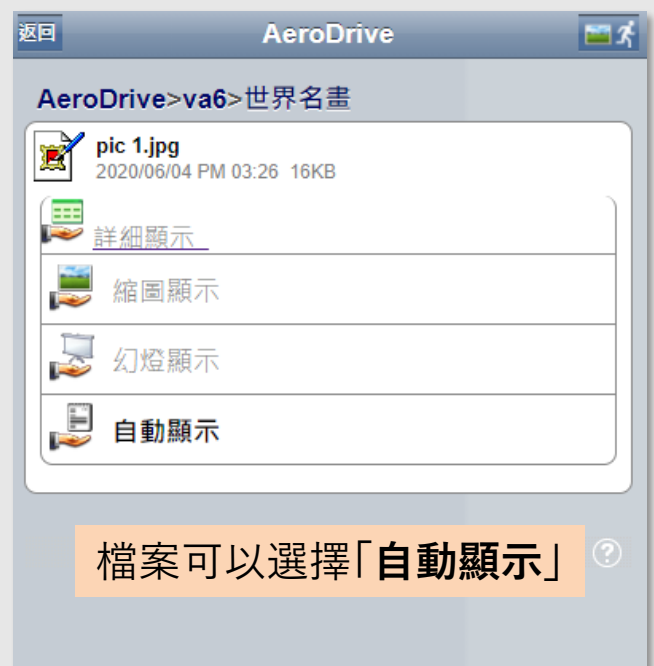 返回
AeroDrive
AeroDrive>va6>世界名畫
pic 1.jpg
2020/06/04 PM 03:26 16KB
詳細顯示
縮圖顯示
幻燈顯示
自動顯示
檔案可以選擇「自動顯示」
?